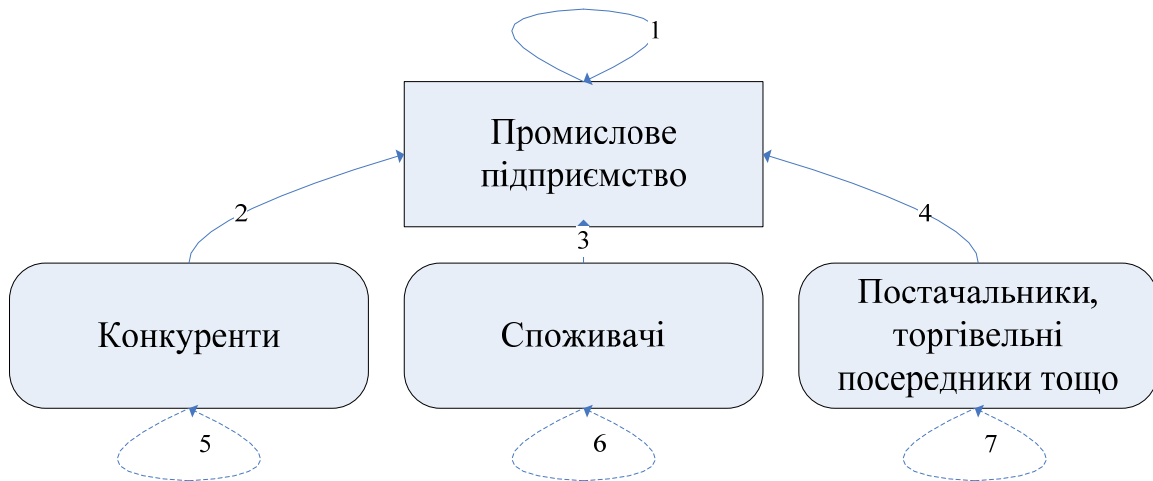 1
Промислове
підприємство
2
3
4
Конкуренти
Споживачі
Постачальники,
торгівельні
посередники тощо
5
6
7